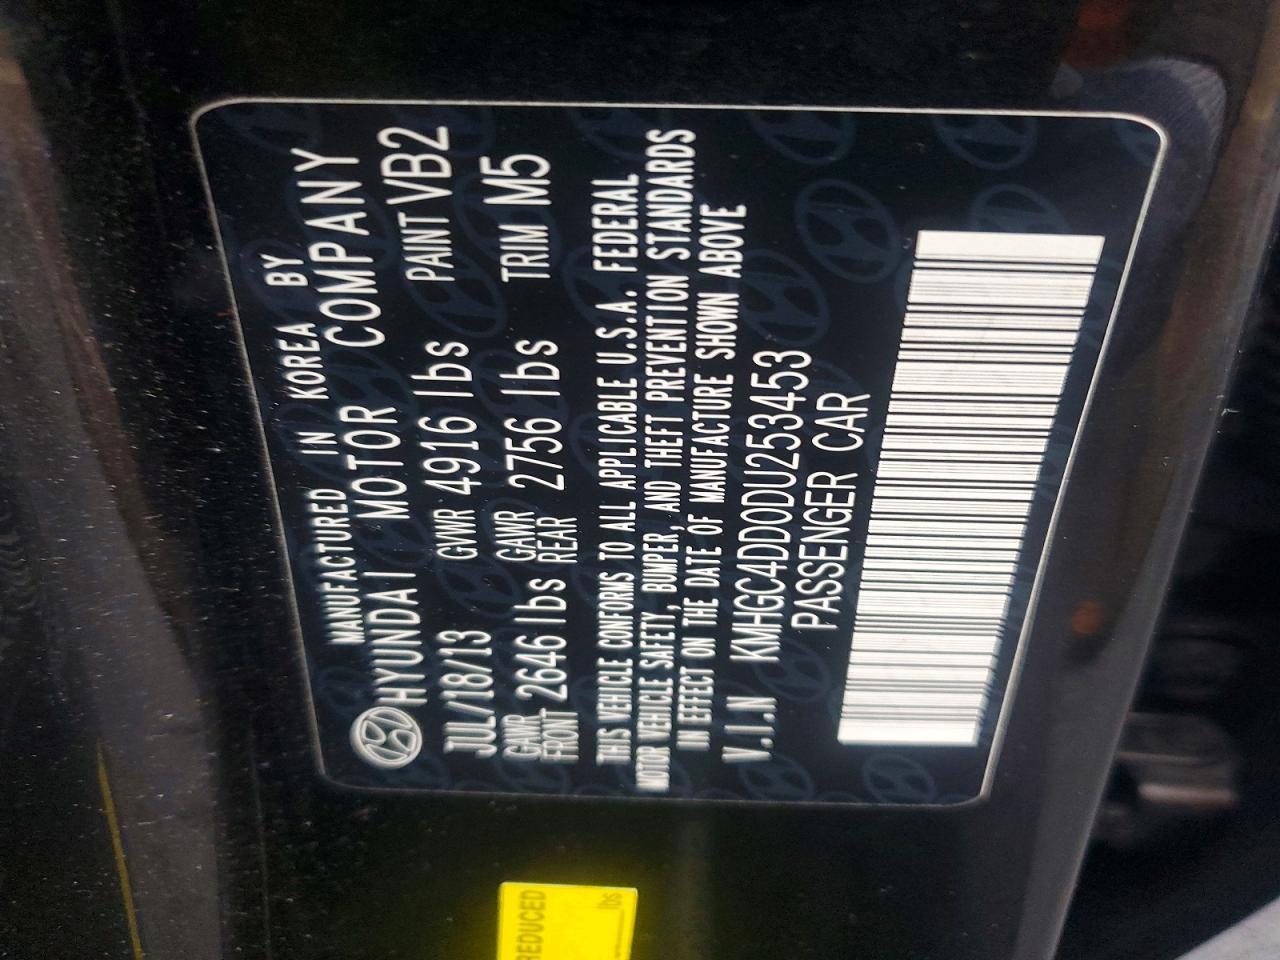 MANUFACTURED IN KOREA BY
HYUNDAI MOTOR COMPANY
JUL/18/13 GVWR 4916 lbs PAINT VB2
GAWR FRONT 2646 lbs GAWR REAR 2756 lbs TRIM M5
THIS VEHICLE CONFORMS TO ALL APPLICABLE U.S.A. FEDERAL
MOTOR VEHICLE SAFETY, BUMPER, AND THEFT PREVENTION STANDARDS
IN EFFECT ON THE DATE OF MANUFACTURE SHOWN ABOVE
V.I.N KMHGC4DD0DU253453
PASSENGER CAR
REDUCED
lbs